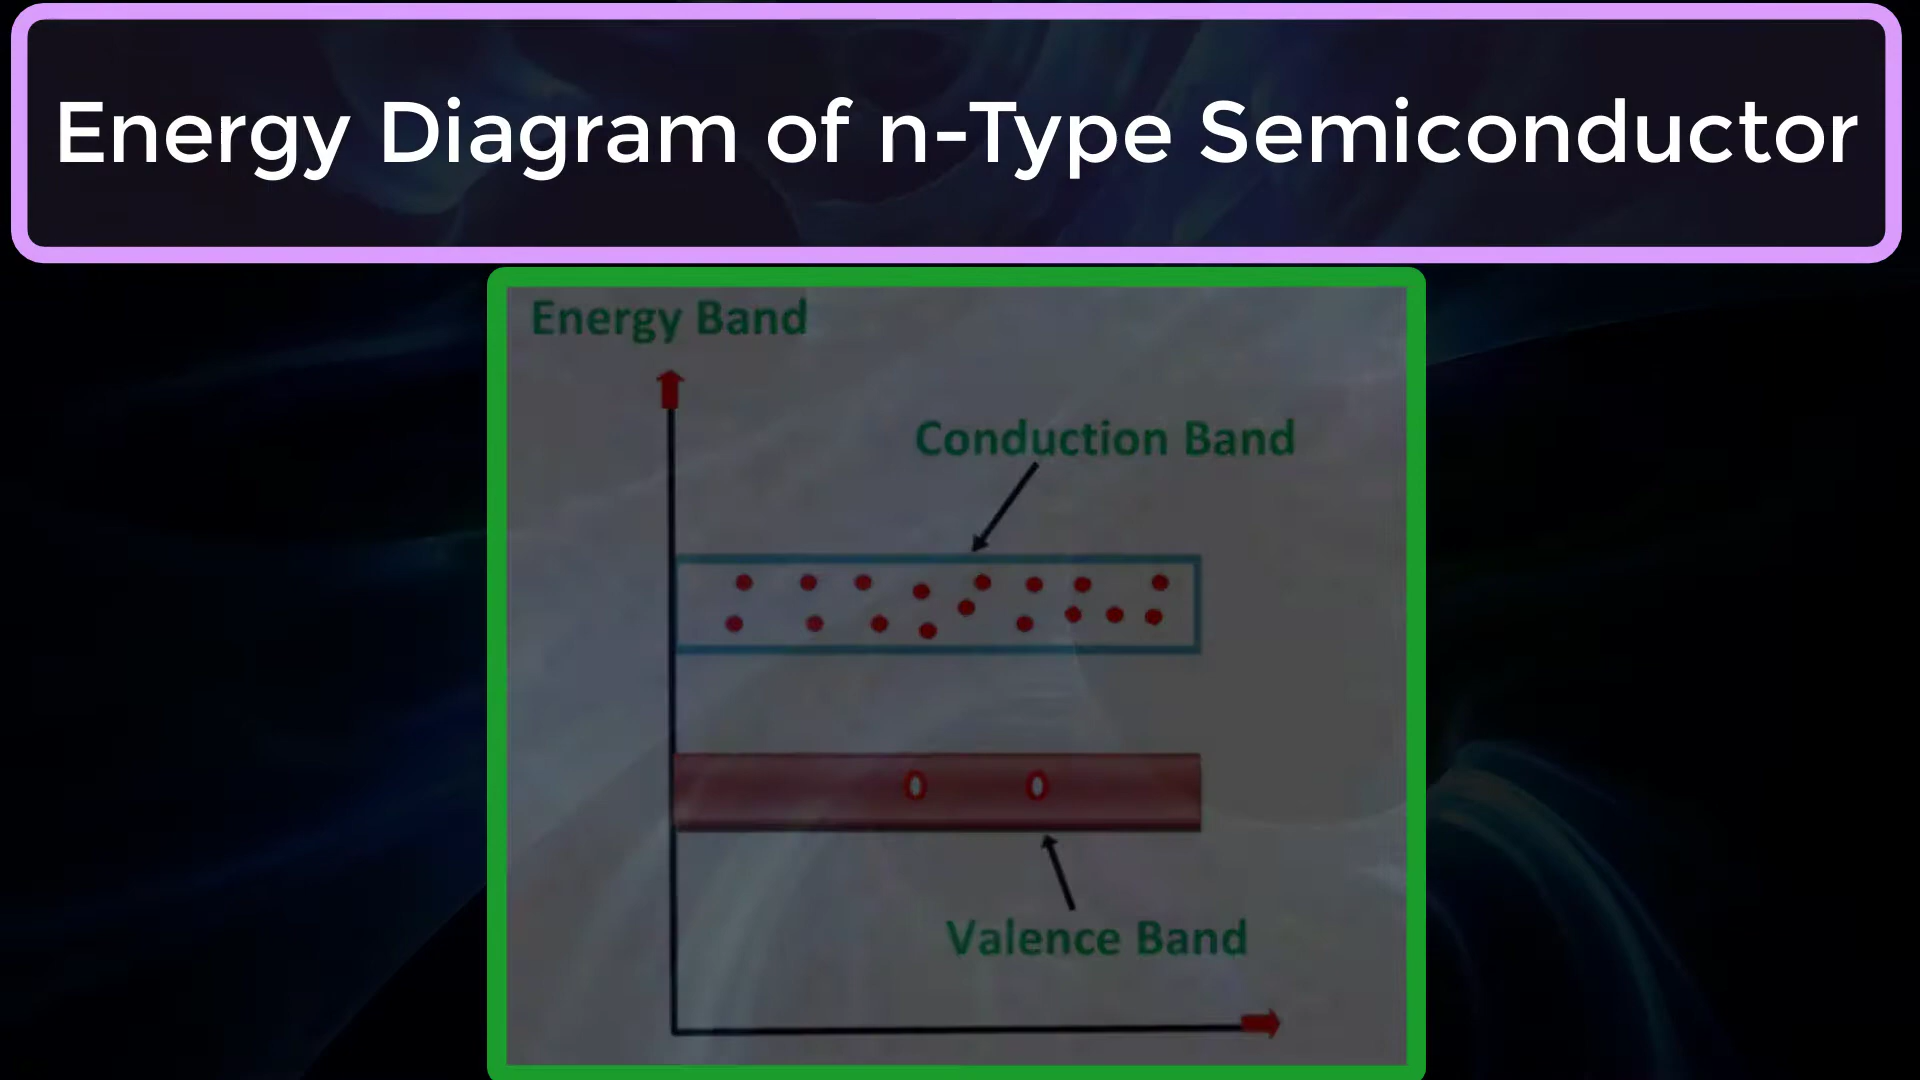 Energy Diagram of n-Type Semiconductor
Energy Band
Conduction Band
Valence Band